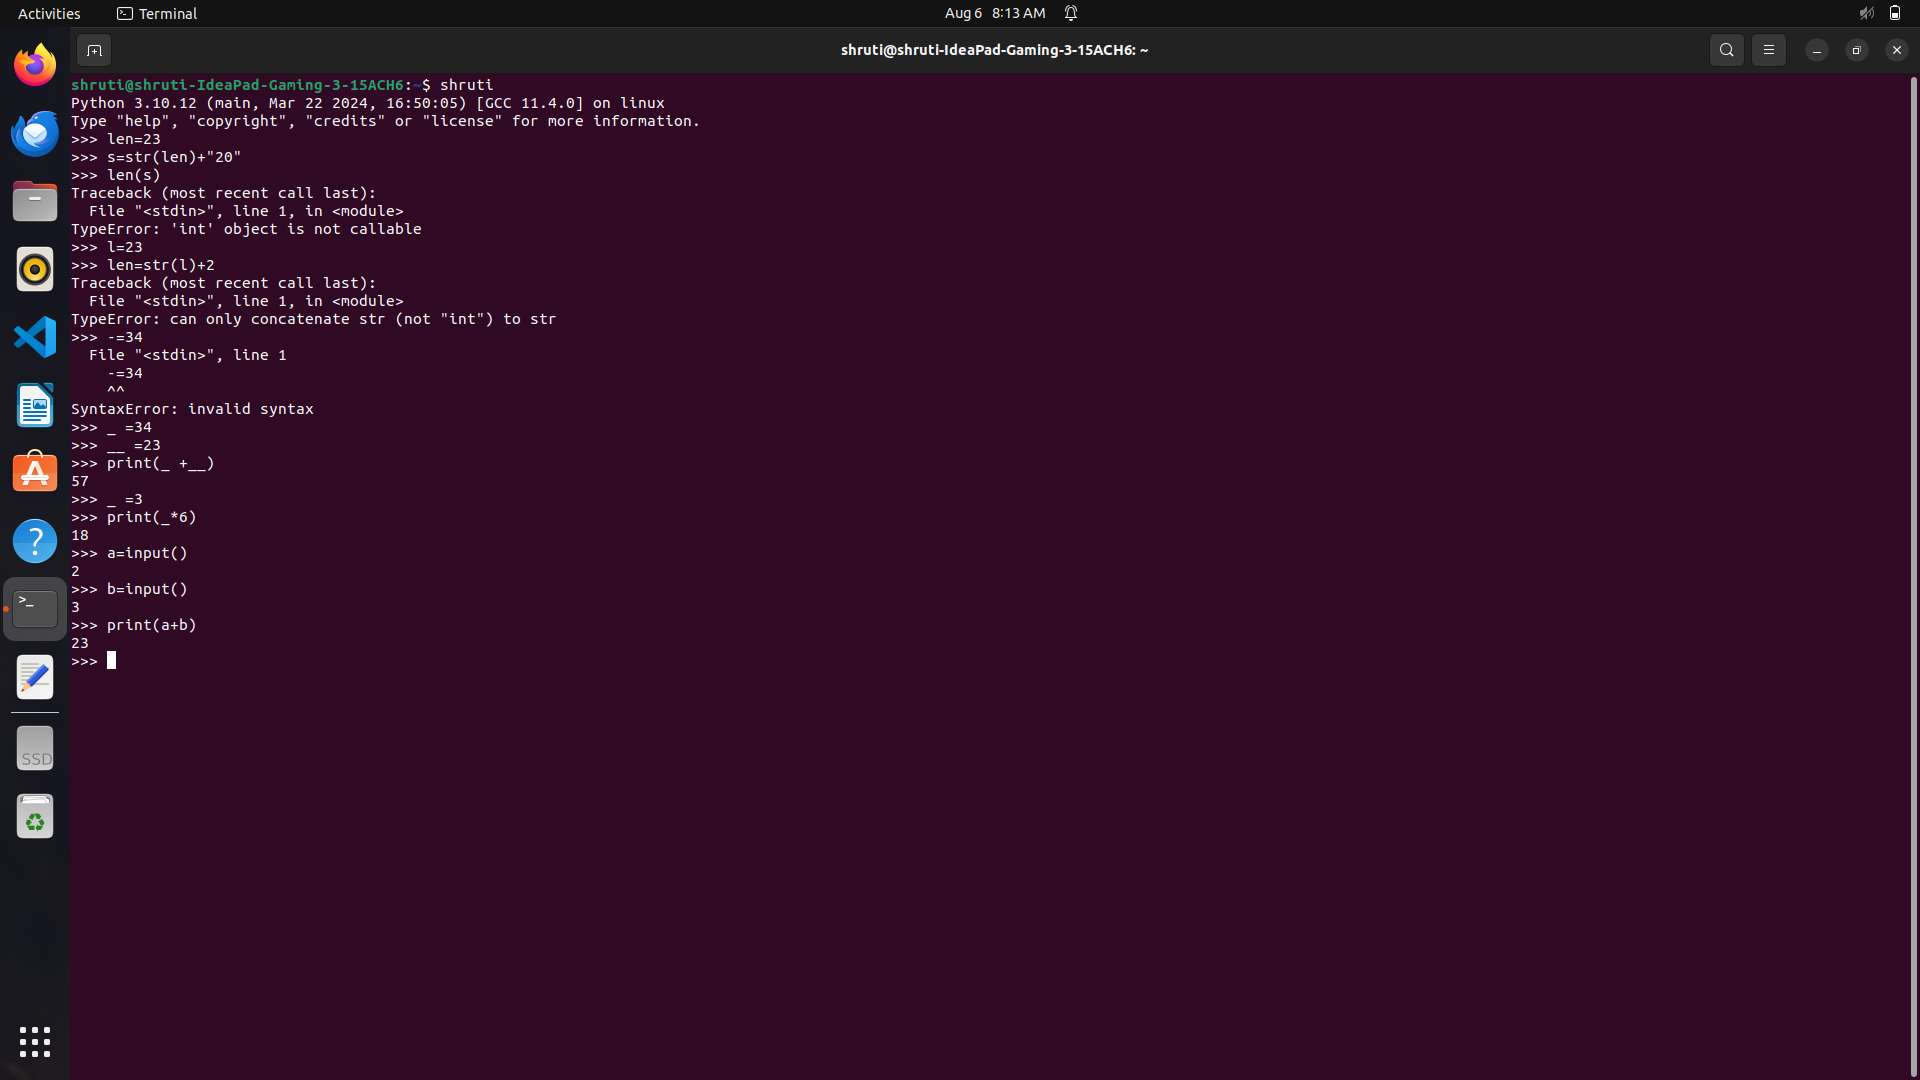 Activities Terminal Aug 6 8:13 AM
shruti@shruti-IdeaPad-Gaming-3-15ACH6: ~
shruti@shruti-IdeaPad-Gaming-3-15ACH6:~$ shruti
Python 3.10.12 (main, Mar 22 2024, 16:50:05) [GCC 11.4.0] on linux
Type "help", "copyright", "credits" or "license" for more information.
>>> len=23
>>> s=str(len)+"20"
>>> len(s)
Traceback (most recent call last):
  File "<stdin>", line 1, in <module>
TypeError: 'int' object is not callable
>>> l=23
>>> len=str(l)+2
Traceback (most recent call last):
  File "<stdin>", line 1, in <module>
TypeError: can only concatenate str (not "int") to str
>>> -=34
  File "<stdin>", line 1
    -=34
    ^^
SyntaxError: invalid syntax
>>> _ =34
>>> __ =23
>>> print(_ +__)
57
>>> _ =3
>>> print(_*6)
18
>>> a=input()
2
>>> b=input()
3
>>> print(a+b)
23
>>>
SSD